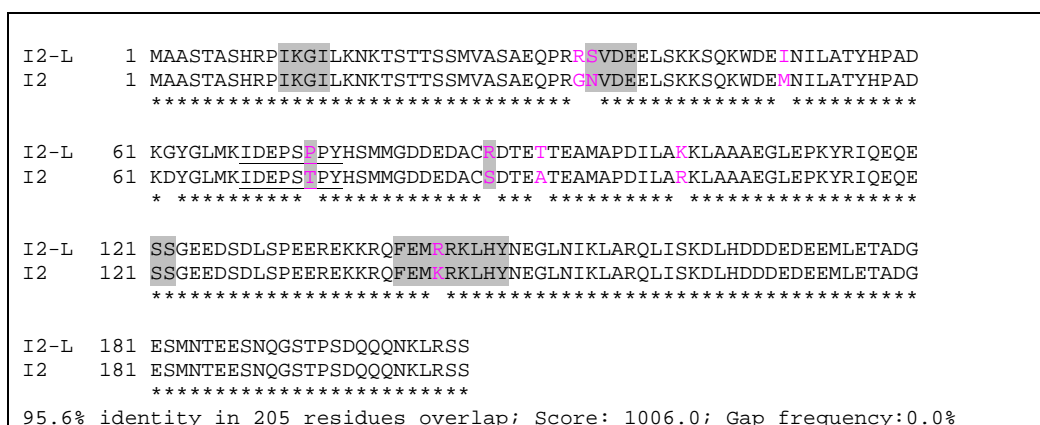 I2-L 1 MAASTASHRPIKGILKNKTSTTSSMVASAEQPRRSVDEELSKKSQKWDEINILATYHPAD
I2 1 MAASTASHRPIKGILKNKTSTTSSMVASAEQPRGNVDEELSKKSQKWDEMNILATYHPAD
*********************************  ************** **********
I2-L 61 KGYGLMKIDEPSPPYHSMMGDDEDACRDTETTEAMAPDILAKKLAAAEGLEPKYRIQEQE
I2 61 KDYGLMKIDEPSTPYHSMMGDDEDACSDTEATEAMAPDILARKLAAAEGLEPKYRIQEQE
* ********** ************* *** ********** ******************
I2-L 121 SSGEEDSDLSPEEREKKRQFEMRRKLHYNEGLNIKLARQLISKDLHDDDEDEEMLETADG
I2 121 SSGEEDSDLSPEEREKKRQFEMKRKLHYNEGLNIKLARQLISKDLHDDDEDEEMLETADG
********************** *************************************
I2-L 181 ESMNTEESNQGSTPSDQQQNKLRSS
I2 181 ESMNTEESNQGSTPSDQQQNKLRSS
*************************
95.6% identity in 205 residues overlap; Score: 1006.0; Gap frequency:0.0%